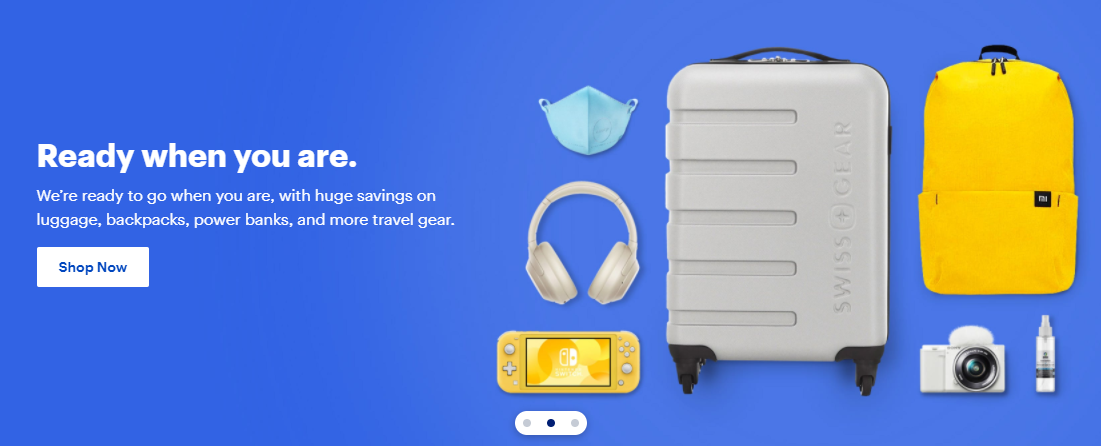 Ready when you are.
We're ready to go when you are, with huge savings on
luggage, backpacks, power banks, and more travel gear.
Shop Now
SWISS GEAR
mi